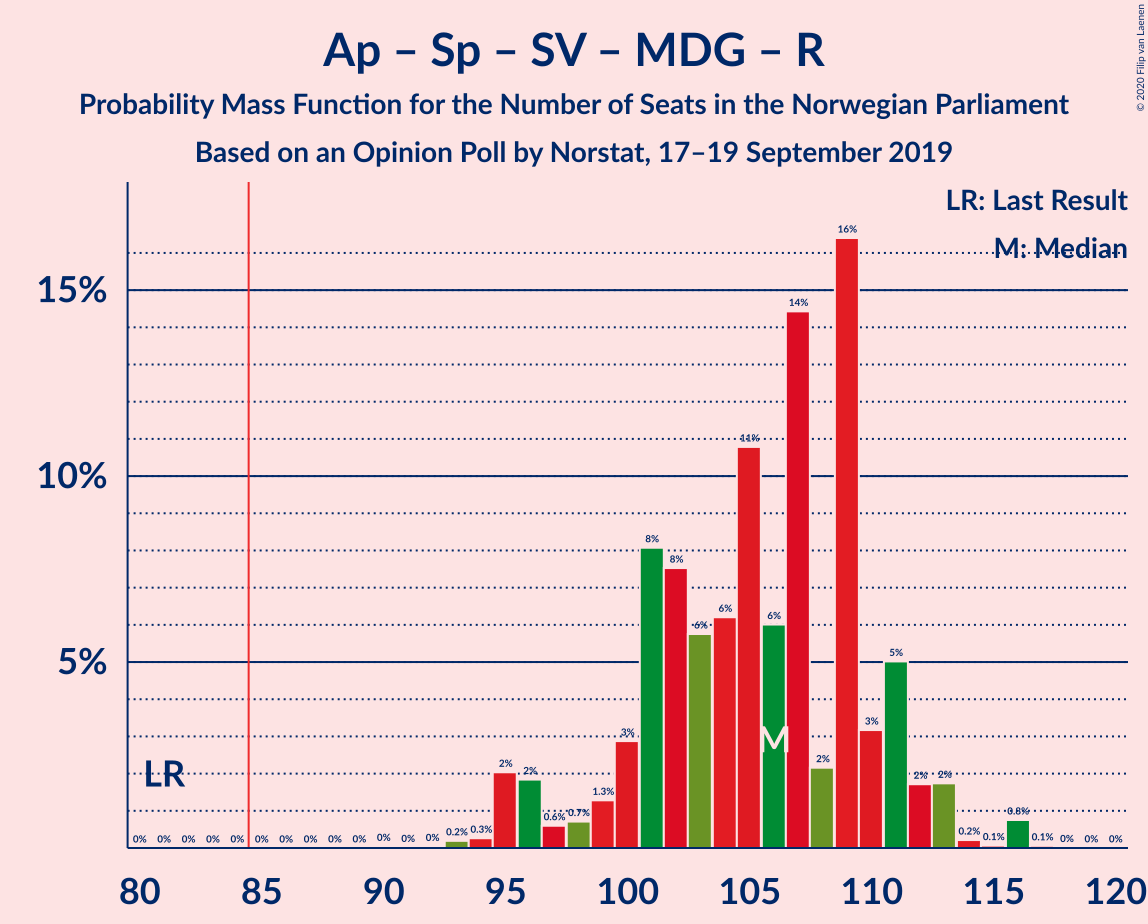 Ap – Sp – SV – MDG – R
Probability Mass Function for the Number of Seats in the Norwegian Parliament
Based on an Opinion Poll by Norstat, 17–19 September 2019
© 2020 Filip van Laenen
LR: Last Result
M: Median
15%
10%
5%
LR
M
0% 0% 0% 0% 0% 0% 0% 0% 0% 0% 0% 0% 0% 0.2% 0.3% 2% 2% 0.6% 0.7% 1.3% 3% 8% 8% 6% 6% 11% 6% 14% 2% 16% 3% 5% 2% 2% 0.2% 0.1% 0.8% 0.1% 0% 0% 0%
80 85 90 95 100 105 110 115 120